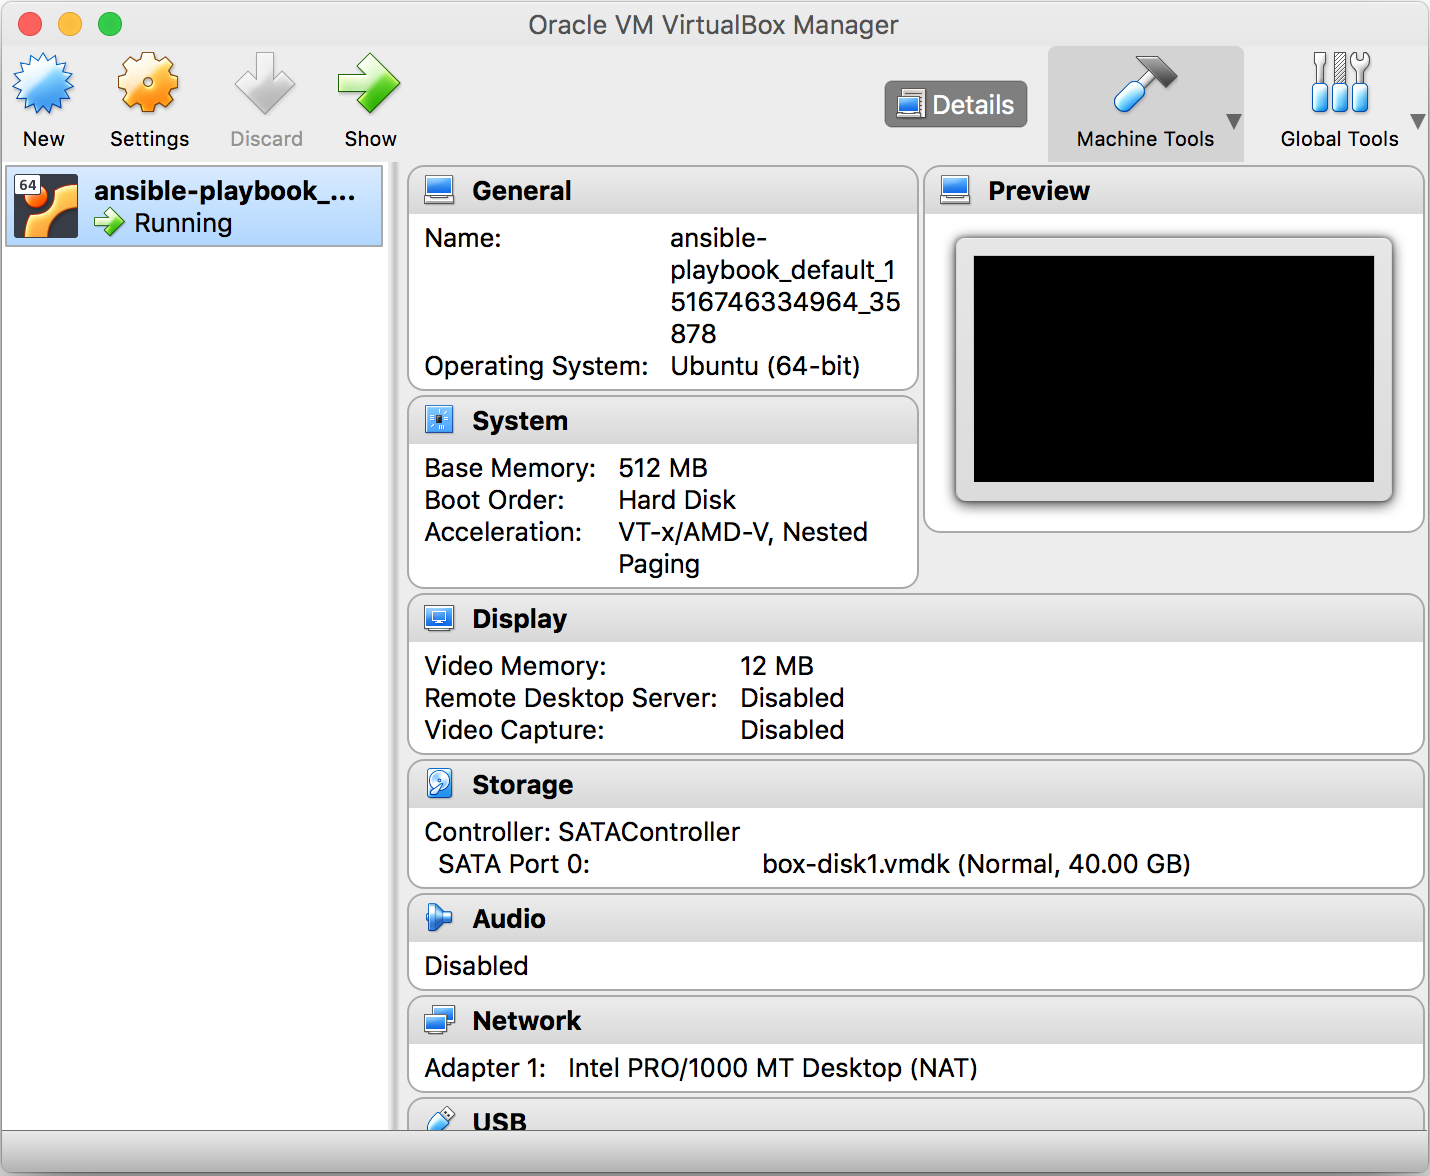 Oracle VM VirtualBox Manager
New
Settings
Discard
Show
Details
Machine Tools
Global Tools
64
ansible-playbook_...
Running
General
Name: ansible-
playbook_default_1
516746334964_35
878
Operating System: Ubuntu (64-bit)
Preview
System
Base Memory: 512 MB
Boot Order: Hard Disk
Acceleration: VT-x/AMD-V, Nested
Paging
Display
Video Memory: 12 MB
Remote Desktop Server: Disabled
Video Capture: Disabled
Storage
Controller: SATAController
SATA Port 0: box-disk1.vmdk (Normal, 40.00 GB)
Audio
Disabled
Network
Adapter 1: Intel PRO/1000 MT Desktop (NAT)
USB